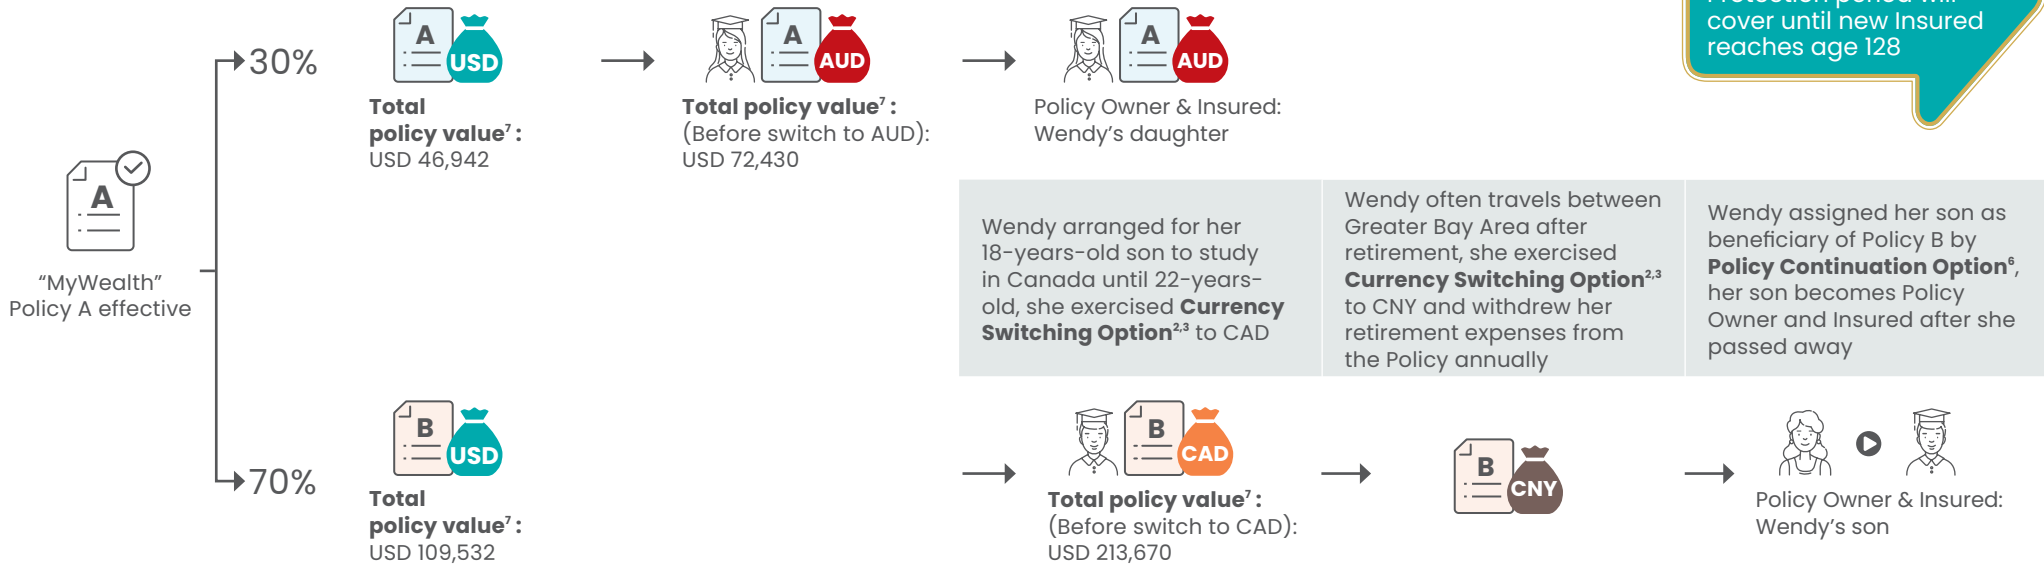 Protection period will
cover until new Insured
reaches age 128
30%
A
USD
Total
policy value⁷ :
USD 46,942
A
AUD
Total policy value⁷ :
(Before switch to AUD):
USD 72,430
A
AUD
Policy Owner & Insured:
Wendy’s daughter
A
“MyWealth”
Policy A effective
Wendy arranged for her
18-years-old son to study
in Canada until 22-years-
old, she exercised Currency
Switching Option²,³ to CAD
Wendy often travels between
Greater Bay Area after
retirement, she exercised
Currency Switching Option²,³
to CNY and withdrew her
retirement expenses from
the Policy annually
Wendy assigned her son as
beneficiary of Policy B by
Policy Continuation Option⁶,
her son becomes Policy
Owner and Insured after she
passed away
70%
B
USD
Total
policy value⁷ :
USD 109,532
B
CAD
Total policy value⁷ :
(Before switch to CAD):
USD 213,670
B
CNY
Policy Owner & Insured:
Wendy’s son